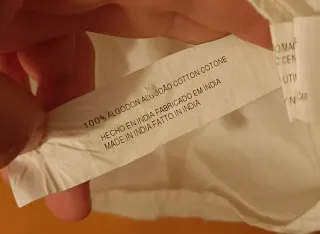 100% ALGODON ALGODÃO COTTON COTONE
HECHO EN INDIA FABRICADO EM INDIA
MADE IN INDIA FATTO IN INDIA